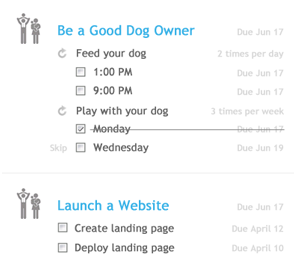 Be a Good Dog Owner Due Jun 17
Feed your dog 2 times per day
1:00 PM Due Jun 17
9:00 PM Due Jun 17
Play with your dog 3 times per week
Monday Due Jun 17
Skip Wednesday Due Jun 19
Launch a Website Due Jun 17
Create landing page Due April 12
Deploy landing page Due April 10